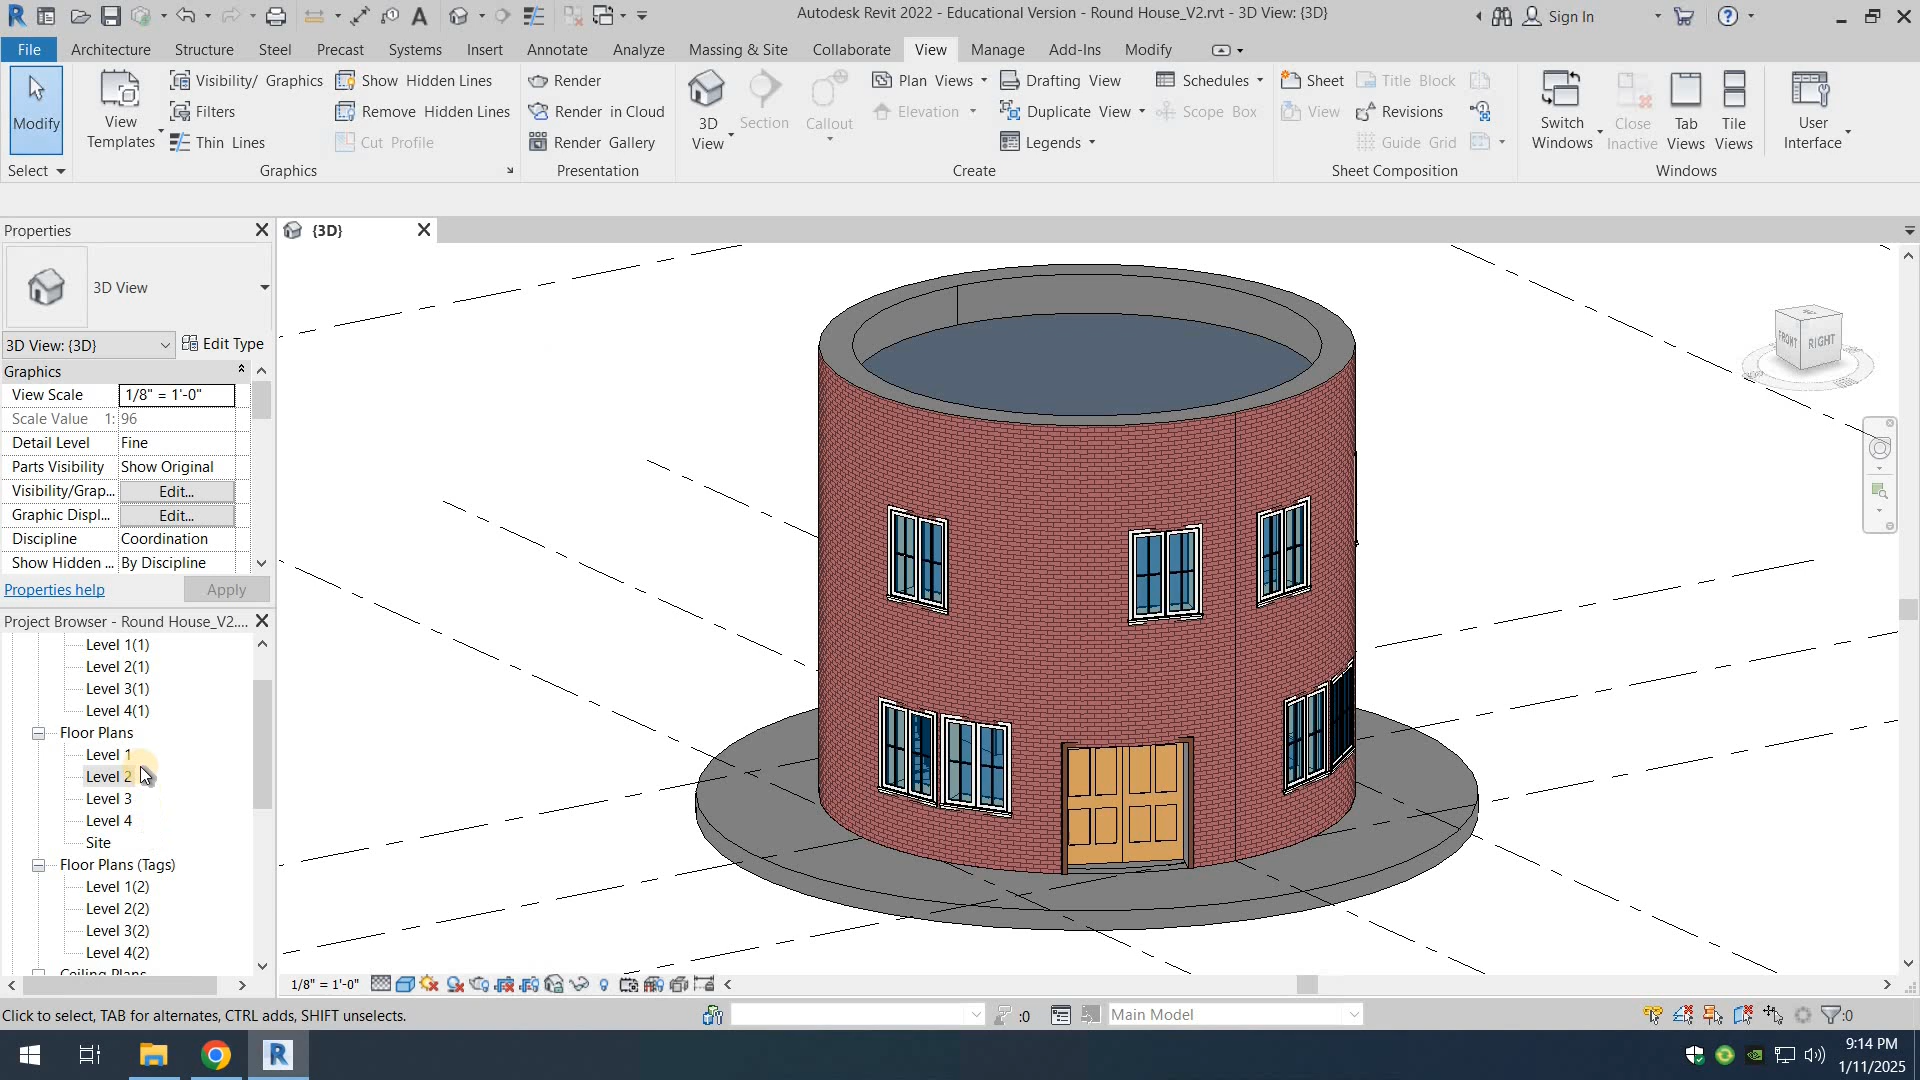 Autodesk Revit 2022 - Educational Version - Round House_V2.rvt - 3D View: {3D}
Sign In
File Architecture Structure Steel Precast Systems Insert Annotate Analyze Massing & Site Collaborate View Manage Add-Ins Modify
Modify
View Templates
Visibility/ Graphics
Filters
Thin Lines
Show Hidden Lines
Remove Hidden Lines
Cut Profile
Render
Render in Cloud
Render Gallery
3D View
Section
Callout
Plan Views
Elevation
Drafting View
Duplicate View
Legends
Schedules
Scope Box
Sheet
View
Title Block
Revisions
Guide Grid
Switch Windows
Close Inactive
Tab Views
Tile Views
User Interface
Select
Graphics
Presentation
Create
Sheet Composition
Windows
Properties
{3D}
3D View
3D View: {3D}
Edit Type
Graphics
View Scale 1/8" = 1'-0"
Scale Value 1: 96
Detail Level Fine
Parts Visibility Show Original
Visibility/Grap... Edit...
Graphic Displ... Edit...
Discipline Coordination
Show Hidden ... By Discipline
Properties help
Apply
Project Browser - Round House_V2....
Level 1(1)
Level 2(1)
Level 3(1)
Level 4(1)
Floor Plans
Level 1
Level 2
Level 3
Level 4
Site
Floor Plans (Tags)
Level 1(2)
Level 2(2)
Level 3(2)
Level 4(2)
Ceiling Plans
FRONT
RIGHT
1/8" = 1'-0"
Click to select, TAB for alternates, CTRL adds, SHIFT unselects.
:0
Main Model
:0
9:14 PM
1/11/2025